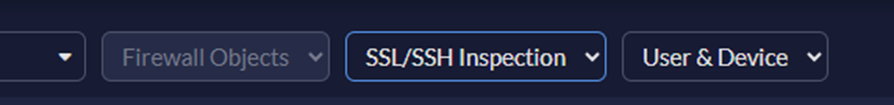 Firewall Objects SSL/SSH Inspection User & Device